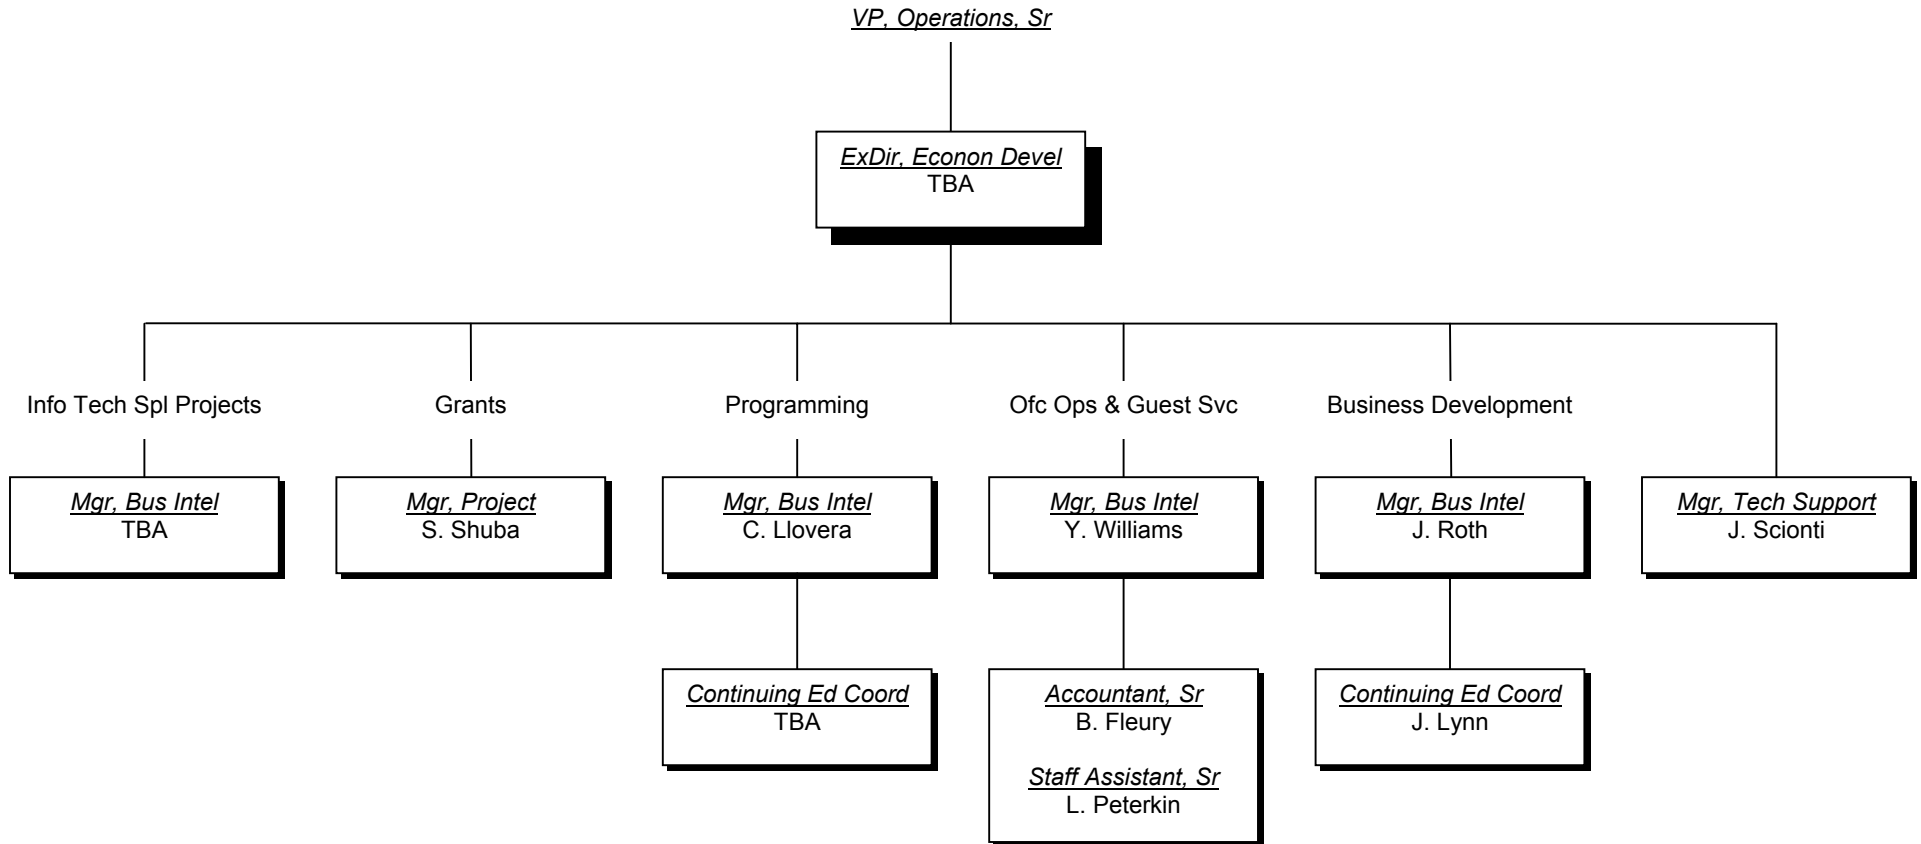 VP, Operations, Sr
ExDir, Econon Devel
TBA
Info Tech Spl Projects
Grants
Programming
Ofc Ops & Guest Svc
Business Development
Mgr, Bus Intel
TBA
Mgr, Project
S. Shuba
Mgr, Bus Intel
C. Llovera
Mgr, Bus Intel
Y. Williams
Mgr, Bus Intel
J. Roth
Mgr, Tech Support
J. Scionti
Continuing Ed Coord
TBA
Accountant, Sr
B. Fleury
Staff Assistant, Sr
L. Peterkin
Continuing Ed Coord
J. Lynn